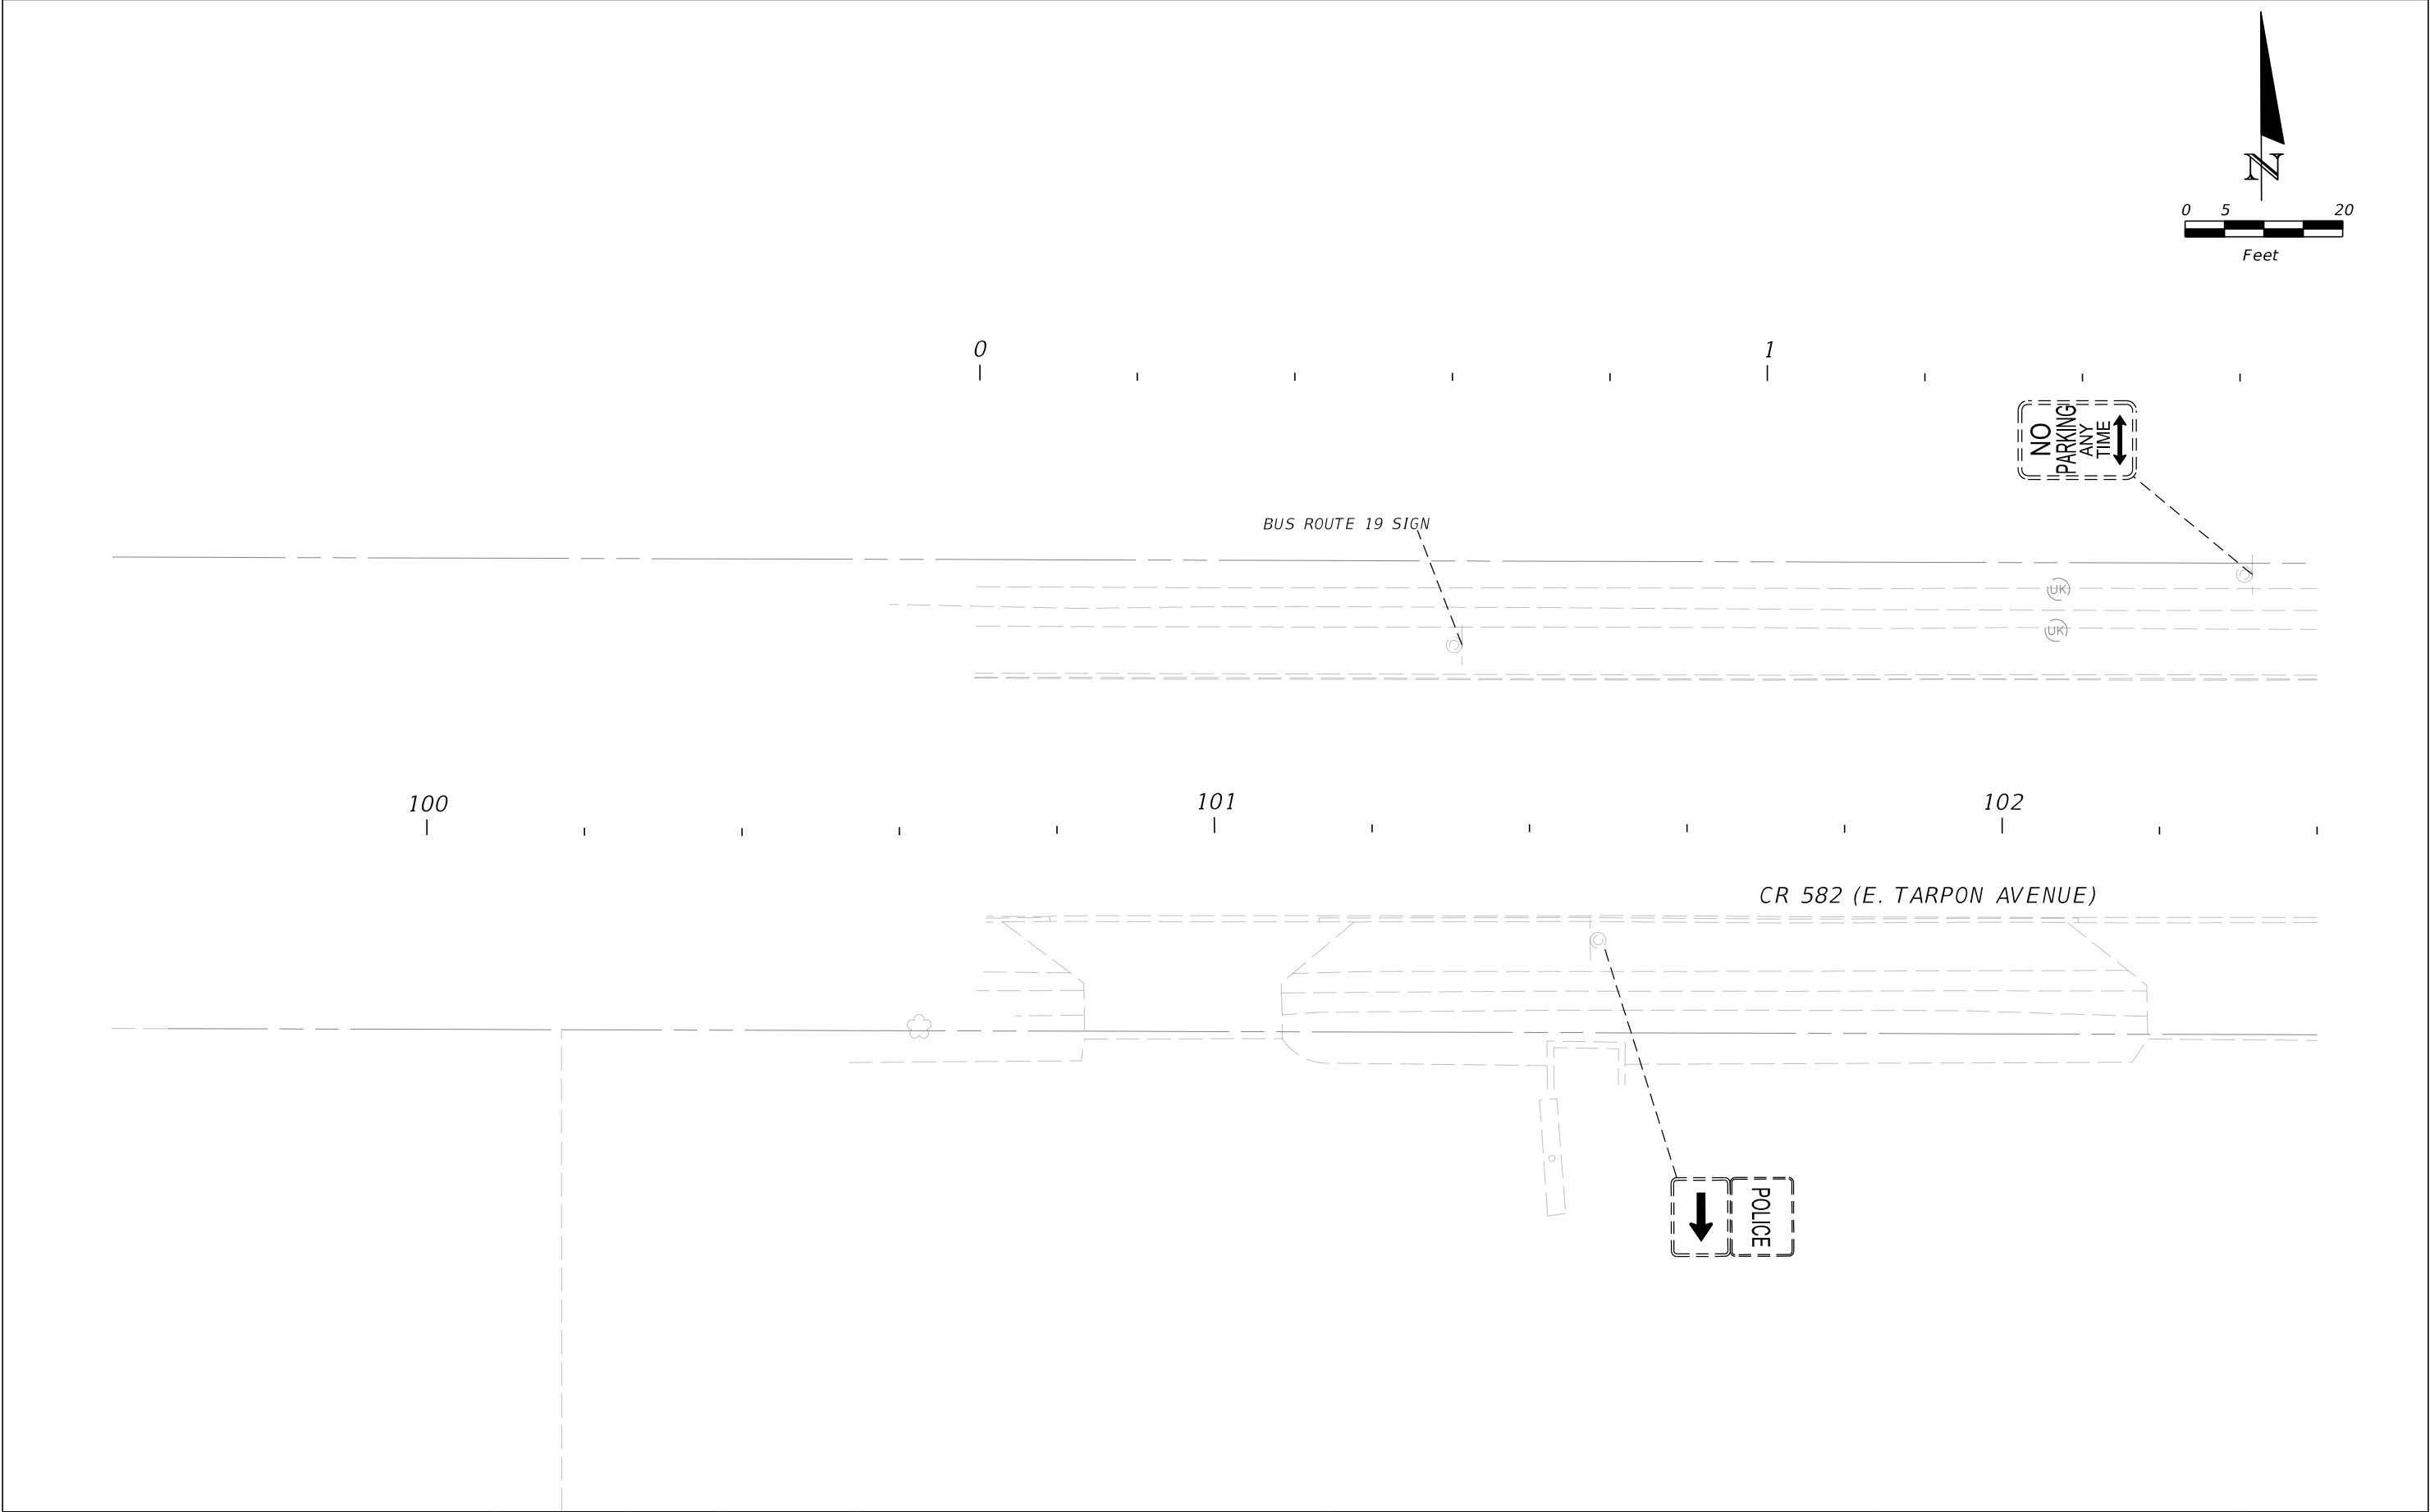 N
0 5 20
Feet
0 1
NO
PARKING
ANY
TIME
BUS ROUTE 19 SIGN
UK
UK
100 101 102
CR 582 (E. TARPON AVENUE)
POLICE